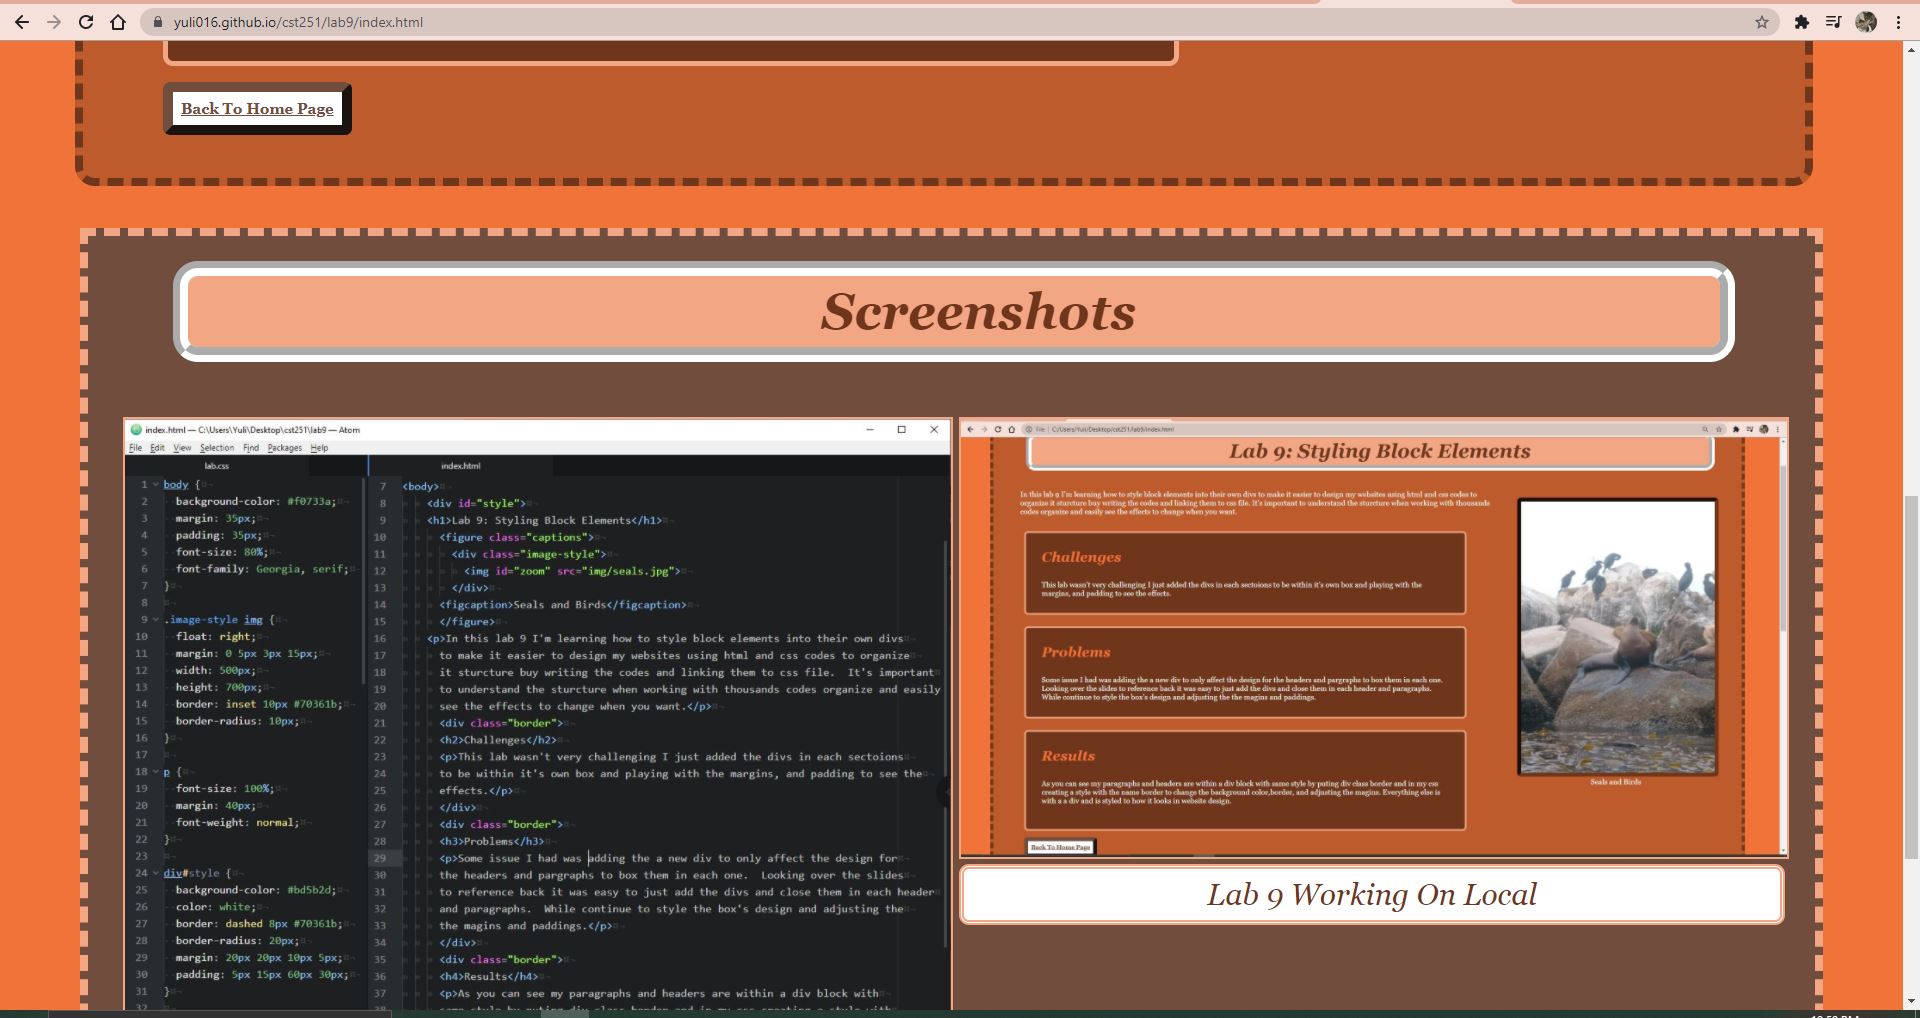 yuli016.github.io/cst251/lab9/index.html
Back To Home Page
Screenshots
index.html — C:\Users\Yuli\Desktop\cst251\lab9 — Atom
File Edit View Selection Find Packages Help
lab.css
1 body {
2 background-color: #f0733a;
3 margin: 35px;
4 padding: 35px;
5 font-size: 80%;
6 font-family: Georgia, serif;
7 }
8
9 .image-style img {
10 float: right;
11 margin: 0 5px 3px 15px;
12 width: 500px;
13 height: 700px;
14 border: inset 10px #70361b;
15 border-radius: 10px;
16 }
17
18 p {
19 font-size: 100%;
20 margin: 40px;
21 font-weight: normal;
22 }
23
24 div#style {
25 background-color: #bd5b2d;
26 color: white;
27 border: dashed 8px #70361b;
28 border-radius: 20px;
29 margin: 20px 20px 10px 5px;
30 padding: 5px 15px 60px 30px;
31 }
32
index.html
7 <body>
8 <div id="style">
9 <h1>Lab 9: Styling Block Elements</h1>
10 <figure class="captions">
11 <div class="image-style">
12 <img id="zoom" src="img/seals.jpg">
13 </div>
14 <figcaption>Seals and Birds</figcaption>
15 </figure>
16 <p>In this lab 9 I'm learning how to style block elements into their own divs
17 to make it easier to design my websites using html and css codes to organize
18 it sturcture buy writing the codes and linking them to css file.  It's important
19 to understand the sturcture when working with thousands codes organize and easily
20 see the effects to change when you want.</p>
21 <div class="border">
22 <h2>Challenges</h2>
23 <p>This lab wasn't very challenging I just added the divs in each sectoions
24 to be within it's own box and playing with the margins, and padding to see the
25 effects.</p>
26 </div>
27 <div class="border">
28 <h3>Problems</h3>
29 <p>Some issue I had was adding the a new div to only affect the design for
30 the headers and pargraphs to box them in each one.  Looking over the slides
31 to reference back it was easy to just add the divs and close them in each header
32 and paragraphs.  While continue to style the box's design and adjusting the
33 the magins and paddings.</p>
34 </div>
35 <div class="border">
36 <h4>Results</h4>
37 <p>As you can see my paragraphs and headers are within a div block with
38 same style by puting div class border and in my css creating a style with
File C:/Users/Yuli/Desktop/cst251/lab9/index.html
Lab 9: Styling Block Elements
In this lab 9 I'm learning how to style block elements into their own divs to make it easier to design my websites using html and css codes to
organize it sturcture buy writing the codes and linking them to css file. It's important to understand the sturcture when working with thousands
codes organize and easily see the effects to change when you want.
Challenges
This lab wasn't very challenging I just added the divs in each sectoions to be within it's own box and playing with the
margins, and padding to see the effects.
Problems
Some issue I had was adding the a new div to only affect the design for the headers and pargraphs to box them in each one.
Looking over the slides to reference back it was easy to just add the divs and close them in each header and paragraphs.
While continue to style the box's design and adjusting the the magins and paddings.
Results
As you can see my paragraphs and headers are within a div block with same style by puting div class border and in my css
creating a style with the name border to change the background color,border, and adjusting the magins. Everything else is
with a a div and is styled to how it looks in website design.
Seals and Birds
Back To Home Page
Lab 9 Working On Local